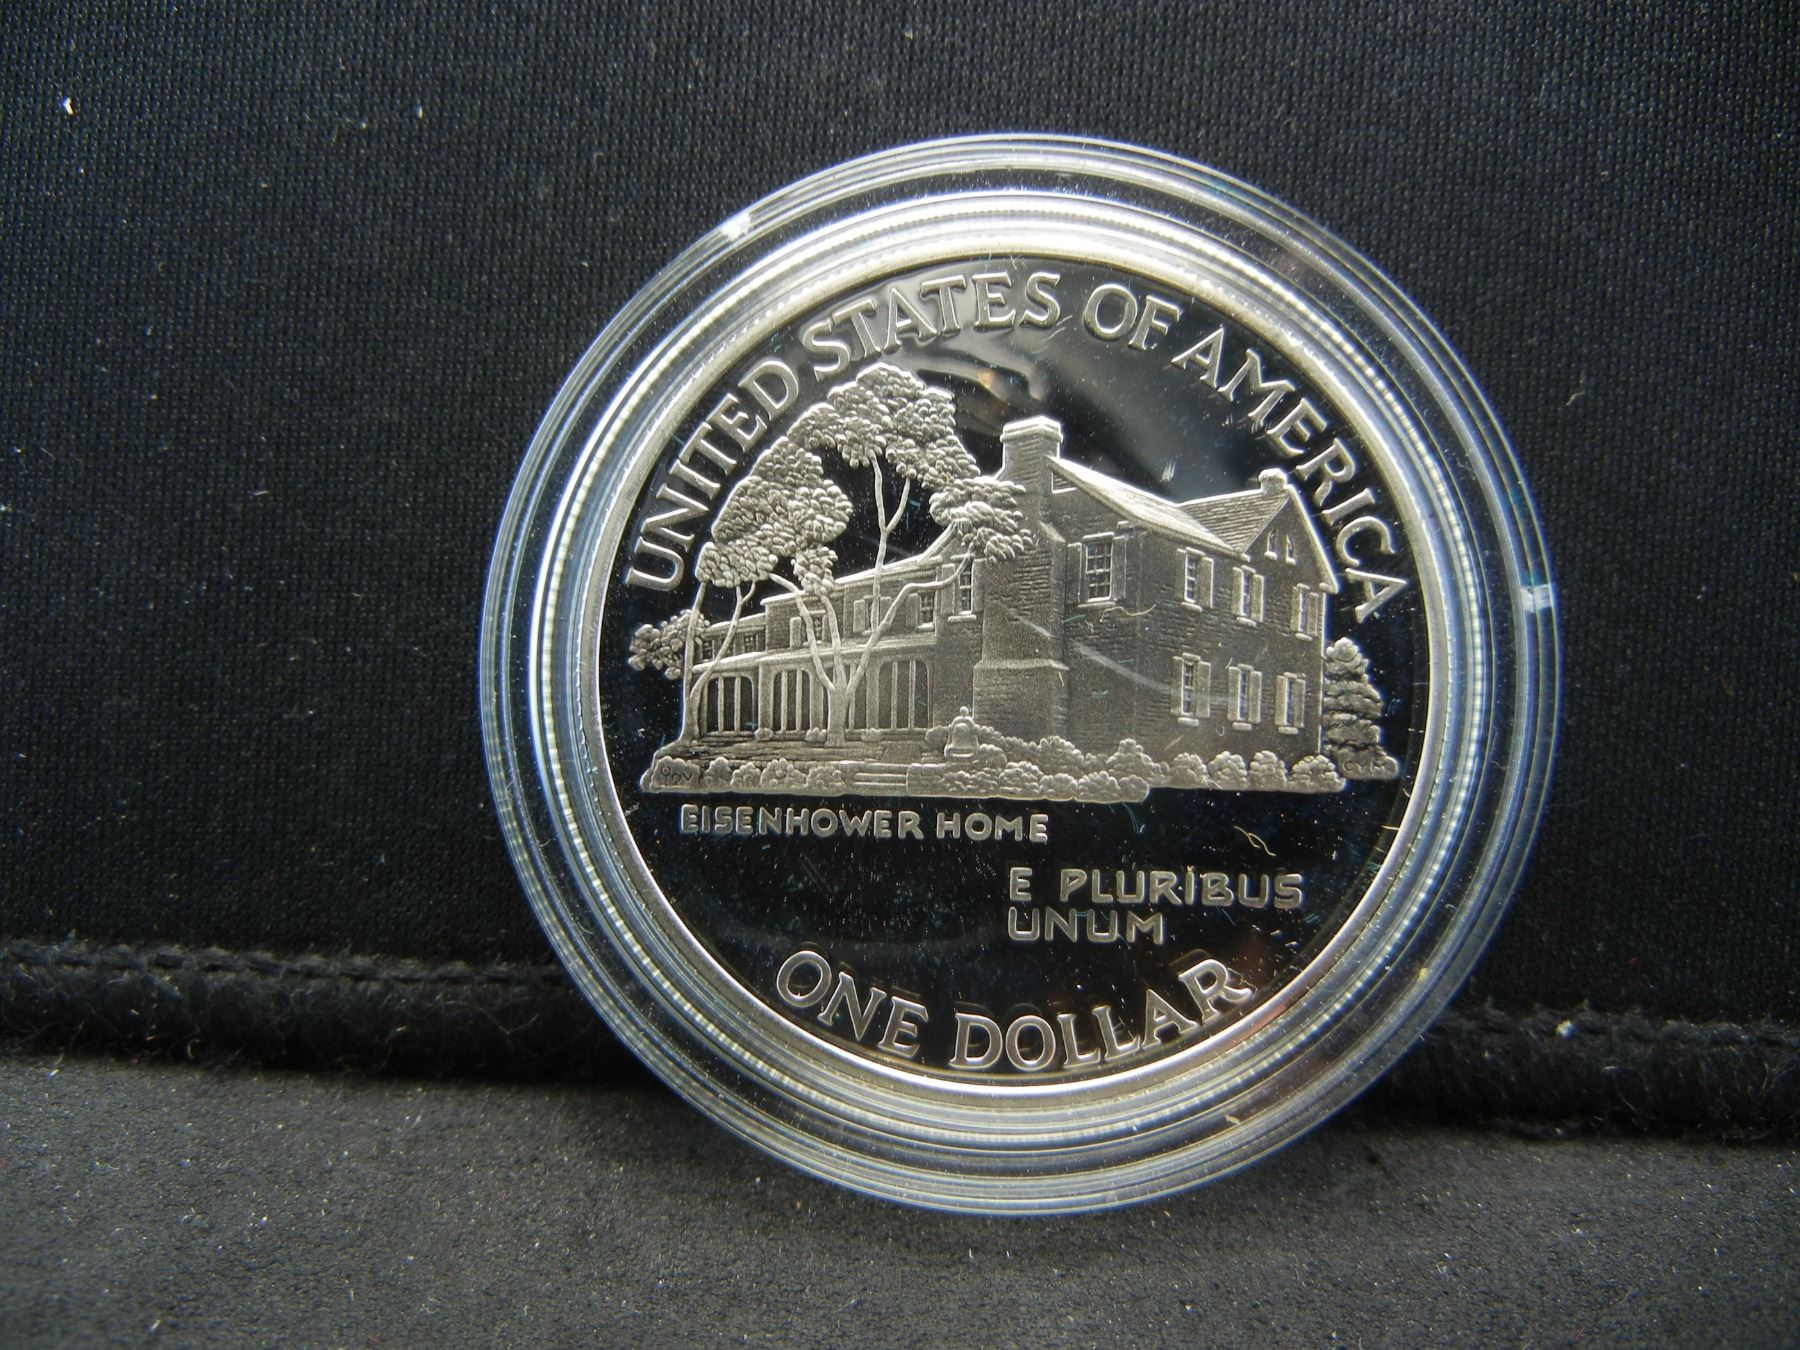 UNITED STATES OF AMERICA
EISENHOWER HOME
E PLURIBUS
UNUM
ONE DOLLAR